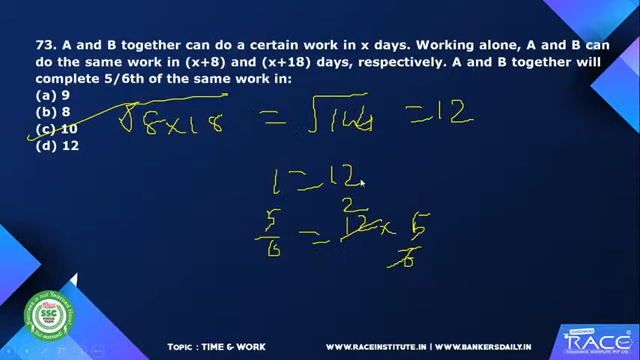 73. A and B together can do a certain work in x days. Working alone, A and B can
do the same work in (x+8) and (x+18) days, respectively. A and B together will
complete 5/6th of the same work in:
(a) 9
(b) 8
(c) 10
(d) 12
√8×18 = √144 = 12
1 = 12
5/6 = 12 × 5/6
2
SSC
TOPIC : TIME & WORK
WWW.RACEINSTITUTE.IN | WWW.BANKERSDAILY.IN
RACE